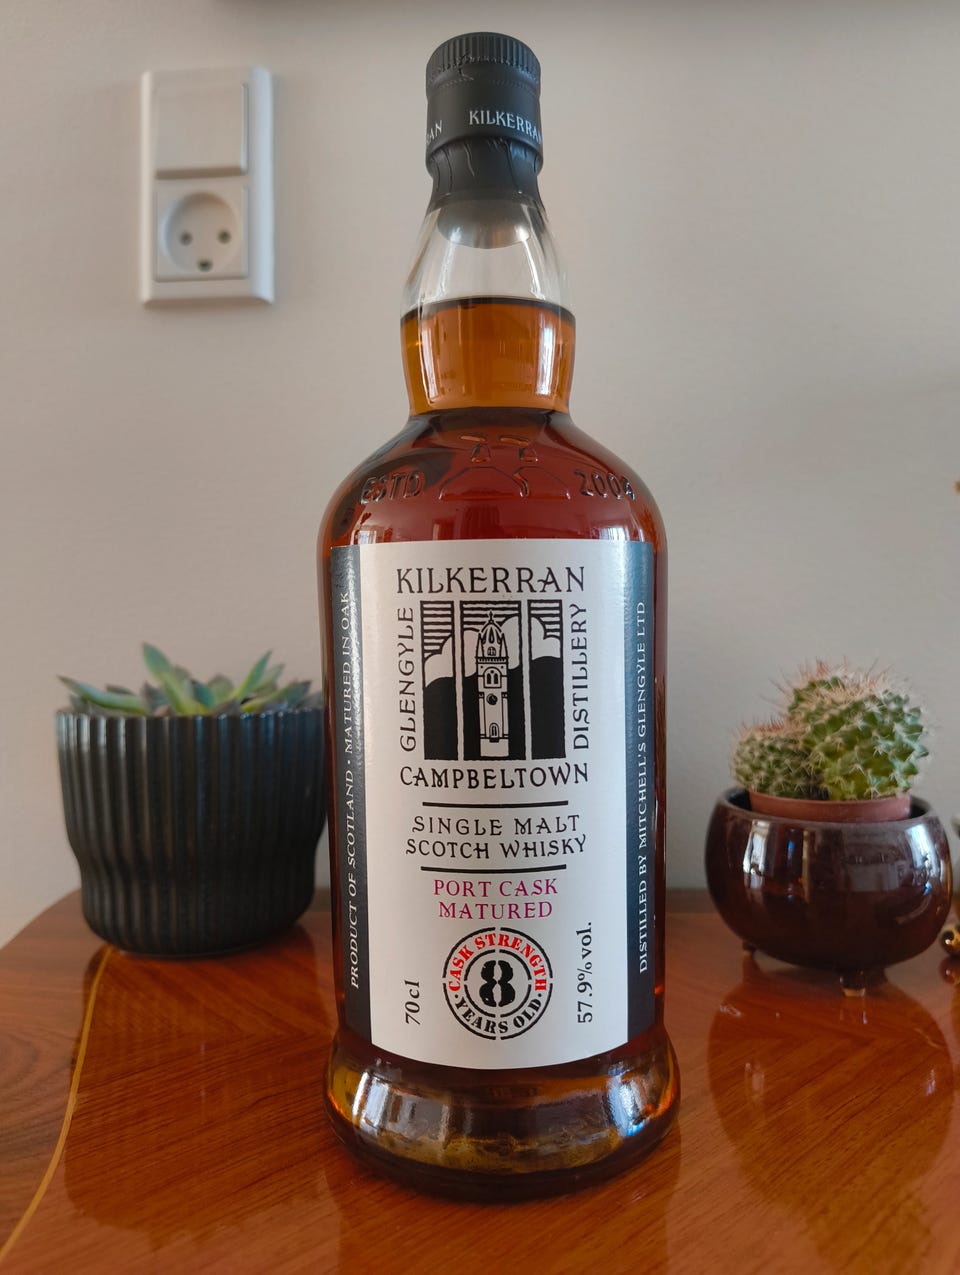 KILKERRAN
ESTD 2004
KILKERRAN
GLENGYLE
DISTILLERY
CAMPBELTOWN
SINGLE MALT
SCOTCH WHISKY
PORT CASK
MATURED
CASK STRENGTH
8
YEARS OLD
70cl
57.9% vol.
PRODUCT OF SCOTLAND • MATURED IN OAK
DISTILLED BY MITCHELL'S GLENGYLE LTD